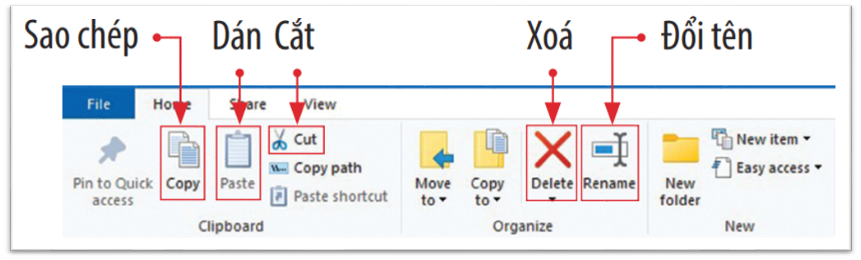 Sao chép Dán Cắt Xoá Đổi tên
File Home Share View
Pin to Quick access
Copy
Paste
Cut
Copy path
Paste shortcut
Clipboard
Move to
Copy to
Delete
Rename
Organize
New folder
New item
Easy access
New